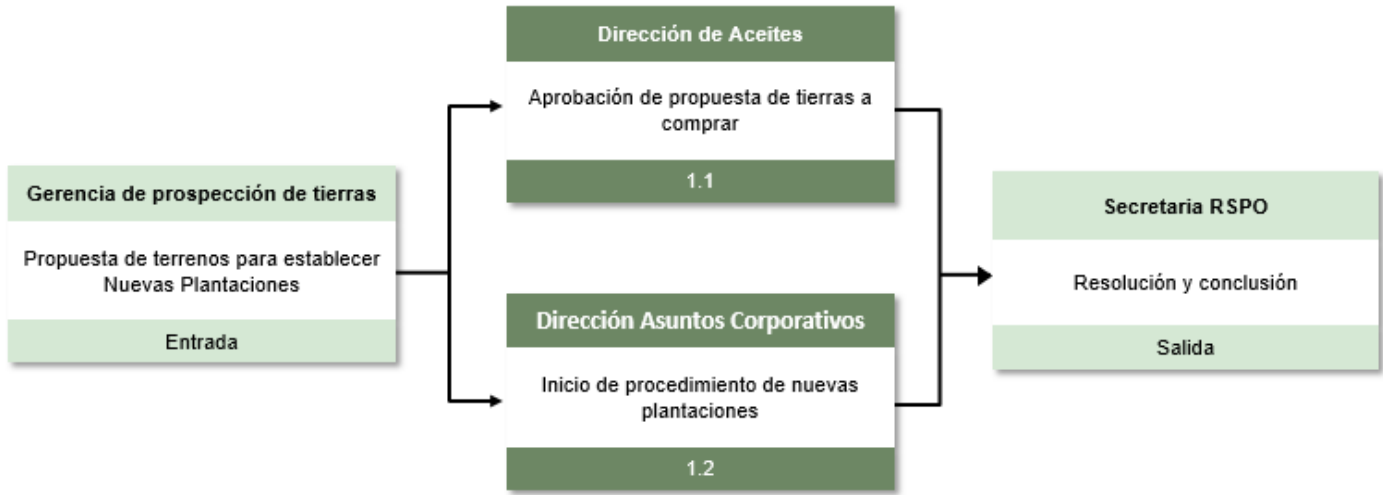 Gerencia de prospección de tierras
Propuesta de terrenos para establecer
Nuevas Plantaciones
Entrada
Dirección de Aceites
Aprobación de propuesta de tierras a
comprar
1.1
Dirección Asuntos Corporativos
Inicio de procedimiento de nuevas
plantaciones
1.2
Secretaria RSPO
Resolución y conclusión
Salida